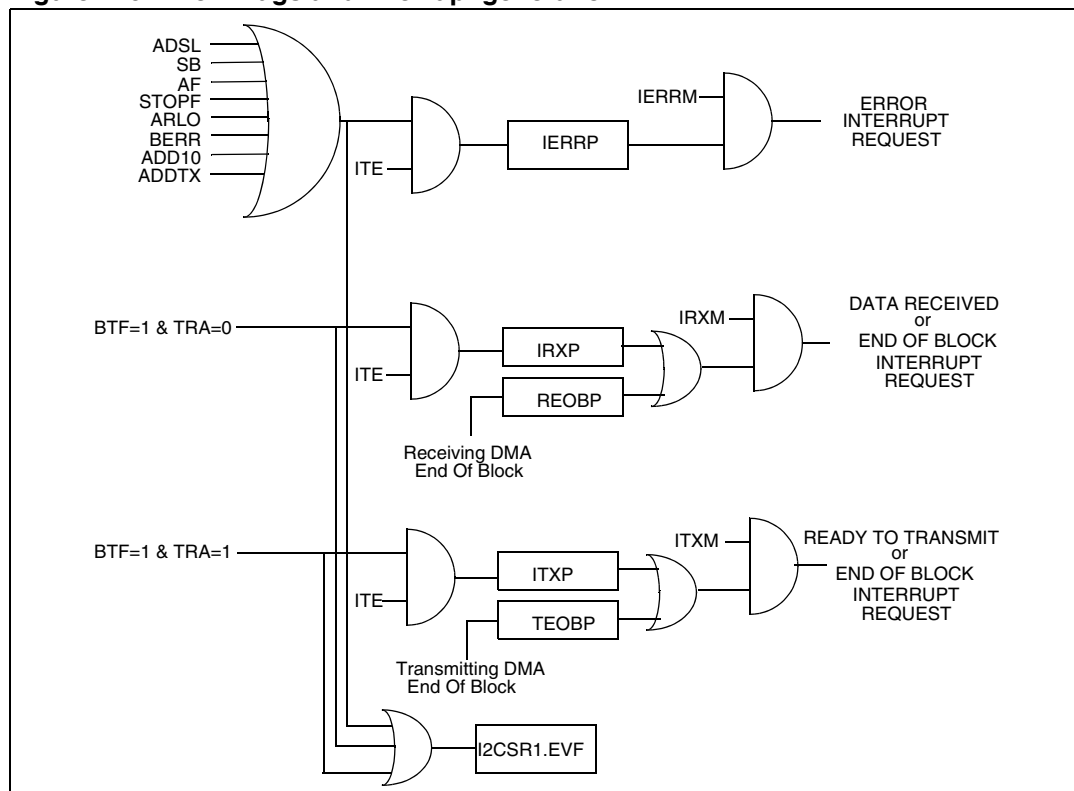 ADSL
SB
AF
STOPF
ARLO
BERR
ADD10
ADDTX
ITE
IERRP
IERRM
ERROR
INTERRUPT
REQUEST
BTF=1 & TRA=0
ITE
IRXP
REOBP
Receiving DMA
End Of Block
IRXM
DATA RECEIVED
or
END OF BLOCK
INTERRUPT
REQUEST
BTF=1 & TRA=1
ITE
ITXP
TEOBP
Transmitting DMA
End Of Block
ITXM
READY TO TRANSMIT
or
END OF BLOCK
INTERRUPT
REQUEST
I2CSR1.EVF